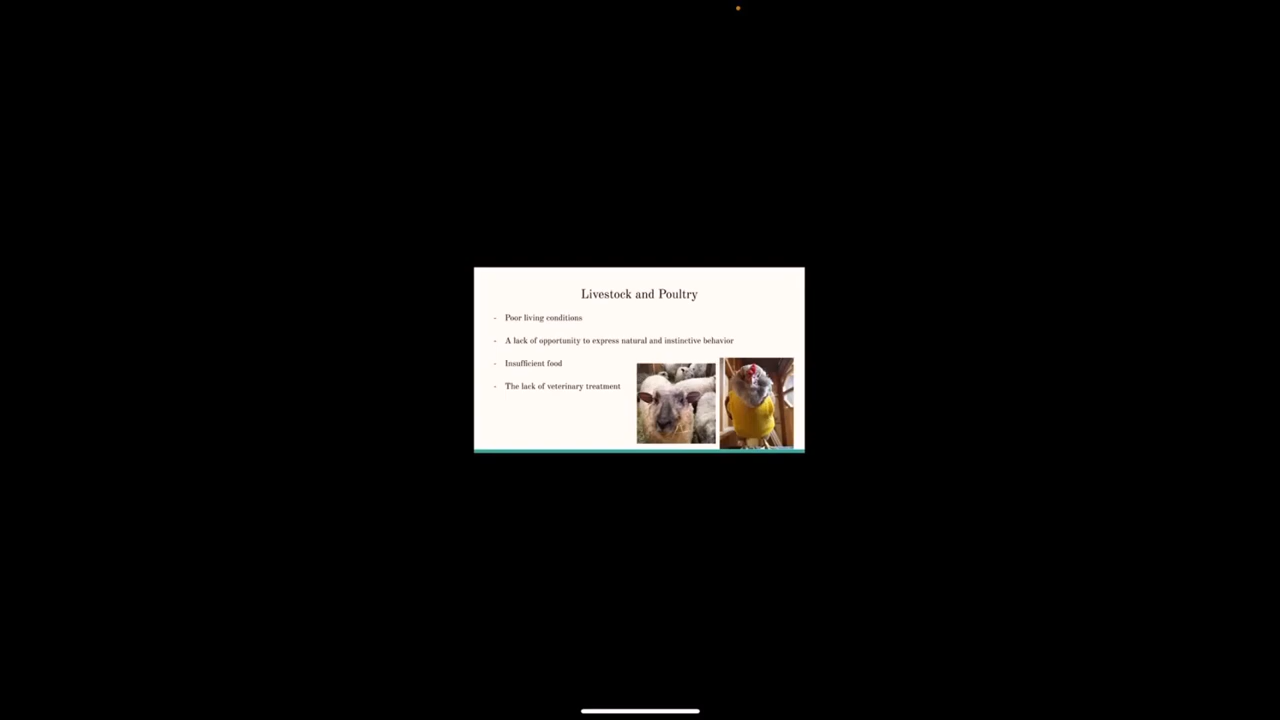 Livestock and Poultry
- Poor living conditions
- A lack of opportunity to express natural and instinctive behavior
- Insufficient food
- The lack of veterinary treatment